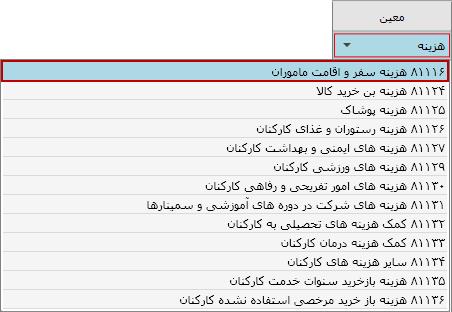 معین
هزینه
۸۱۱۱۶ هزینه سفر و اقامت ماموران
۸۱۱۲۴ هزینه بن خرید کالا
۸۱۱۲۵ هزینه پوشاک
۸۱۱۲۶ هزینه رستوران و غذای کارکنان
۸۱۱۲۷ هزینه های ایمنی و بهداشت کارکنان
۸۱۱۲۹ هزینه های ورزشی کارکنان
۸۱۱۳۰ هزینه های امور تفریحی و رفاهی کارکنان
۸۱۱۳۱ هزینه های شرکت در دوره های آموزشی و سمینارها
۸۱۱۳۲ کمک هزینه های تحصیلی به کارکنان
۸۱۱۳۳ کمک هزینه درمان کارکنان
۸۱۱۳۴ سایر هزینه های کارکنان
۸۱۱۳۵ هزینه بازخرید سنوات خدمت کارکنان
۸۱۱۳۶ هزینه باز خرید مرخصی استفاده نشده کارکنان